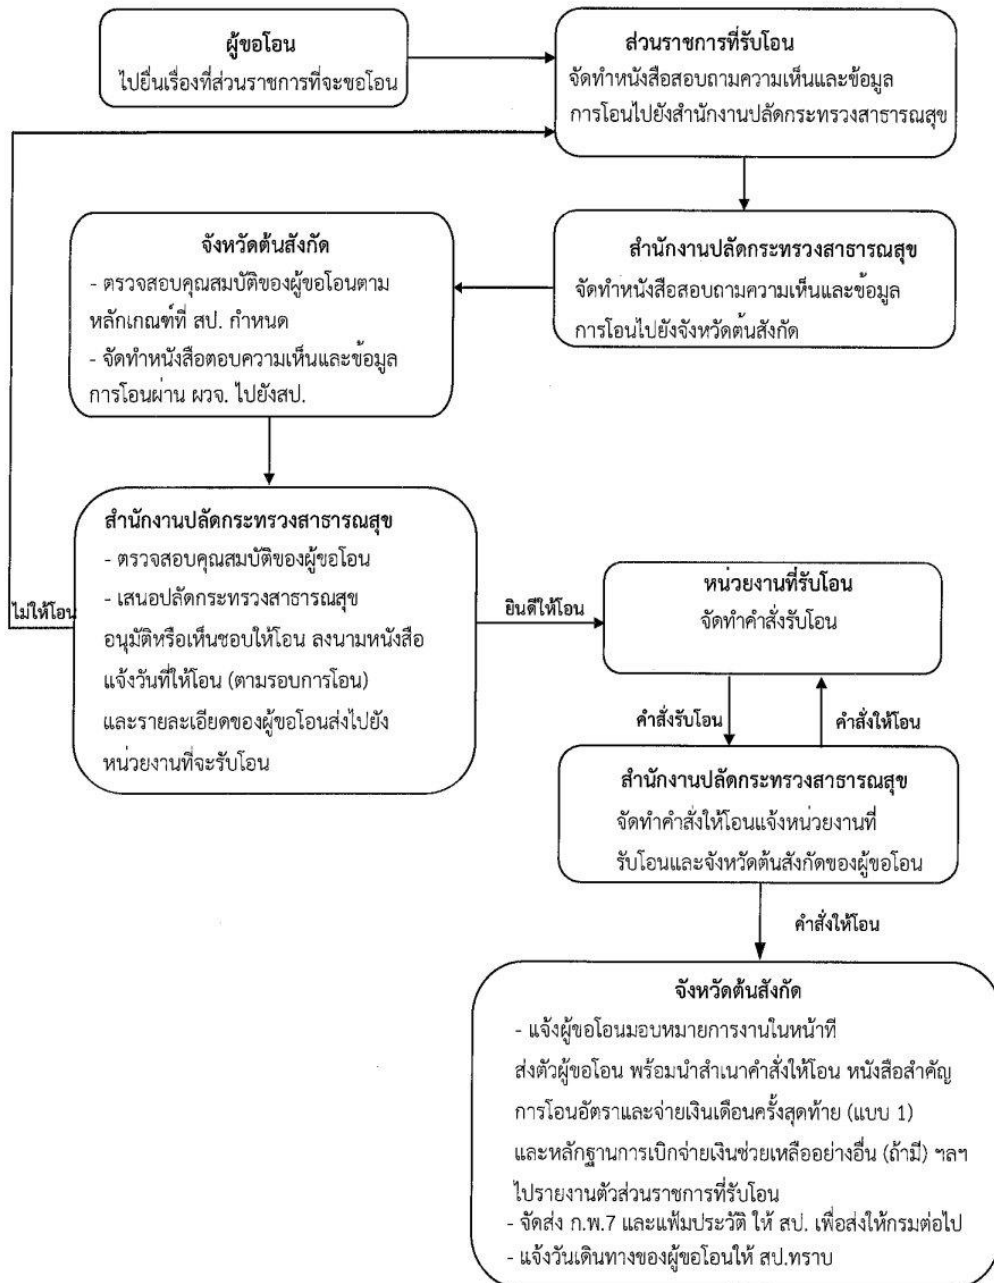 ผู้ขอโอน
ไปยื่นเรื่องที่ส่วนราชการที่จะขอโอน
ส่วนราชการที่รับโอน
จัดทำหนังสือสอบถามความเห็นและข้อมูล
การโอนไปยังสำนักงานปลัดกระทรวงสาธารณสุข
สำนักงานปลัดกระทรวงสาธารณสุข
จัดทำหนังสือสอบถามความเห็นและข้อมูล
การโอนไปยังจังหวัดต้นสังกัด
จังหวัดต้นสังกัด
- ตรวจสอบคุณสมบัติของผู้ขอโอนตาม
หลักเกณฑ์ที่ สป. กำหนด
- จัดทำหนังสือตอบความเห็นและข้อมูล
การโอนผ่าน ผวจ. ไปยังสป.
สำนักงานปลัดกระทรวงสาธารณสุข
- ตรวจสอบคุณสมบัติของผู้ขอโอน
- เสนอปลัดกระทรวงสาธารณสุข
อนุมัติหรือเห็นชอบให้โอน ลงนามหนังสือ
แจ้งวันที่ให้โอน (ตามรอบการโอน)
และรายละเอียดของผู้ขอโอนส่งไปยัง
หน่วยงานที่จะรับโอน
ไม่ให้โอน
ยินดีให้โอน
หน่วยงานที่รับโอน
จัดทำคำสั่งรับโอน
คำสั่งรับโอน
คำสั่งให้โอน
สำนักงานปลัดกระทรวงสาธารณสุข
จัดทำคำสั่งให้โอนแจ้งหน่วยงานที่
รับโอนและจังหวัดต้นสังกัดของผู้ขอโอน
คำสั่งให้โอน
จังหวัดต้นสังกัด
- แจ้งผู้ขอโอนมอบหมายการงานในหน้าที
ส่งตัวผู้ขอโอน พร้อมนำสำเนาคำสั่งให้โอน หนังสือสำคัญ
การโอนอัตราและจ่ายเงินเดือนครั้งสุดท้าย (แบบ 1)
และหลักฐานการเบิกจ่ายเงินช่วยเหลืออย่างอื่น (ถ้ามี) ฯลฯ
ไปรายงานตัวส่วนราชการที่รับโอน
- จัดส่ง ก.พ.7 และแฟ้มประวัติ ให้ สป. เพื่อส่งให้กรมต่อไป
- แจ้งวันเดินทางของผู้ขอโอนให้ สป.ทราบ